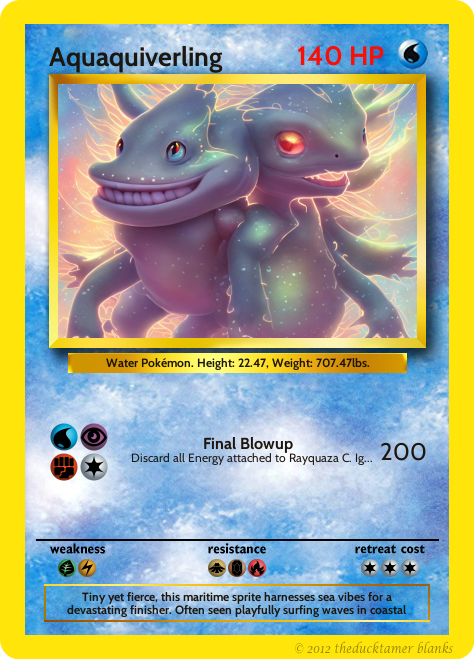 Aquaquiverling 140 HP
Water Pokémon. Height: 22.47, Weight: 707.47lbs.
Final Blowup
Discard all Energy attached to Rayquaza C. Ig... 200
weakness resistance retreat cost
Tiny yet fierce, this maritime sprite harnesses sea vibes for a
devastating finisher. Often seen playfully surfing waves in coastal
© 2012 theducktamer blanks